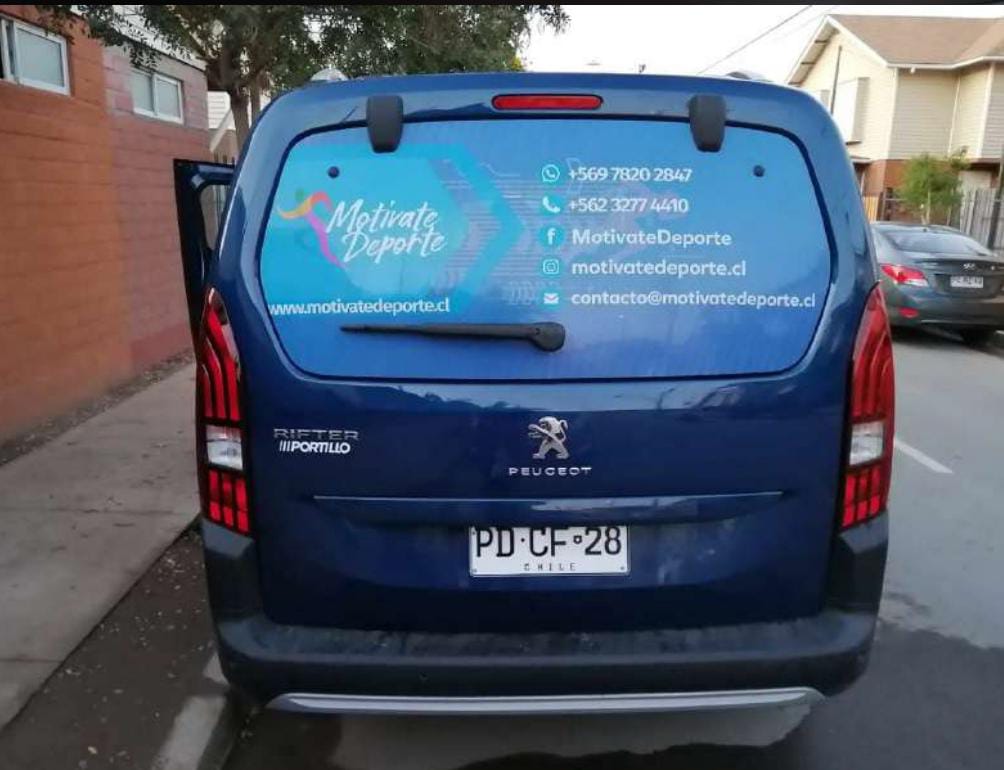 Motívate
Deporte
www.motivatedeporte.cl
+569 7820 2847
+562 3277 4410
f MotivateDeporte
motivatedeporte.cl
contacto@motivatedeporte.cl
RIFTER
PORTILLO
PEUGEOT
PD·CF 28
CHILE